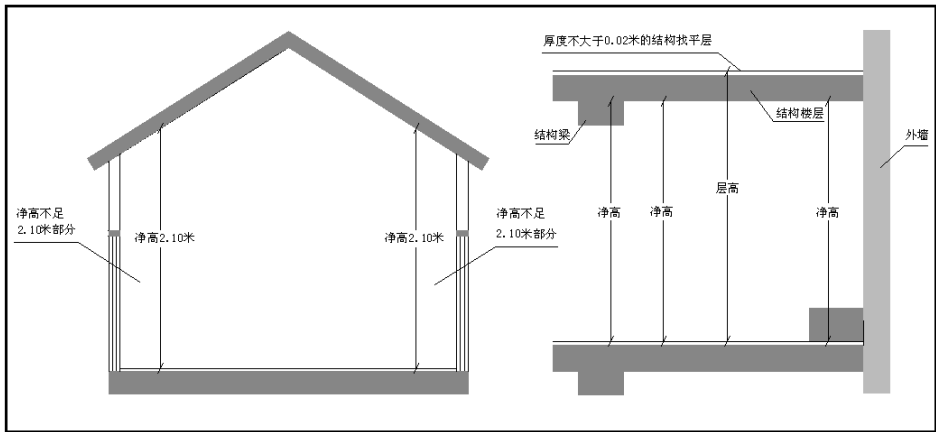 净高不足
2.10米部分
净高2.10米
净高2.10米
净高不足
2.10米部分
厚度不大于0.02米的结构找平层
结构梁
结构楼层
外墙
净高
净高
层高
净高